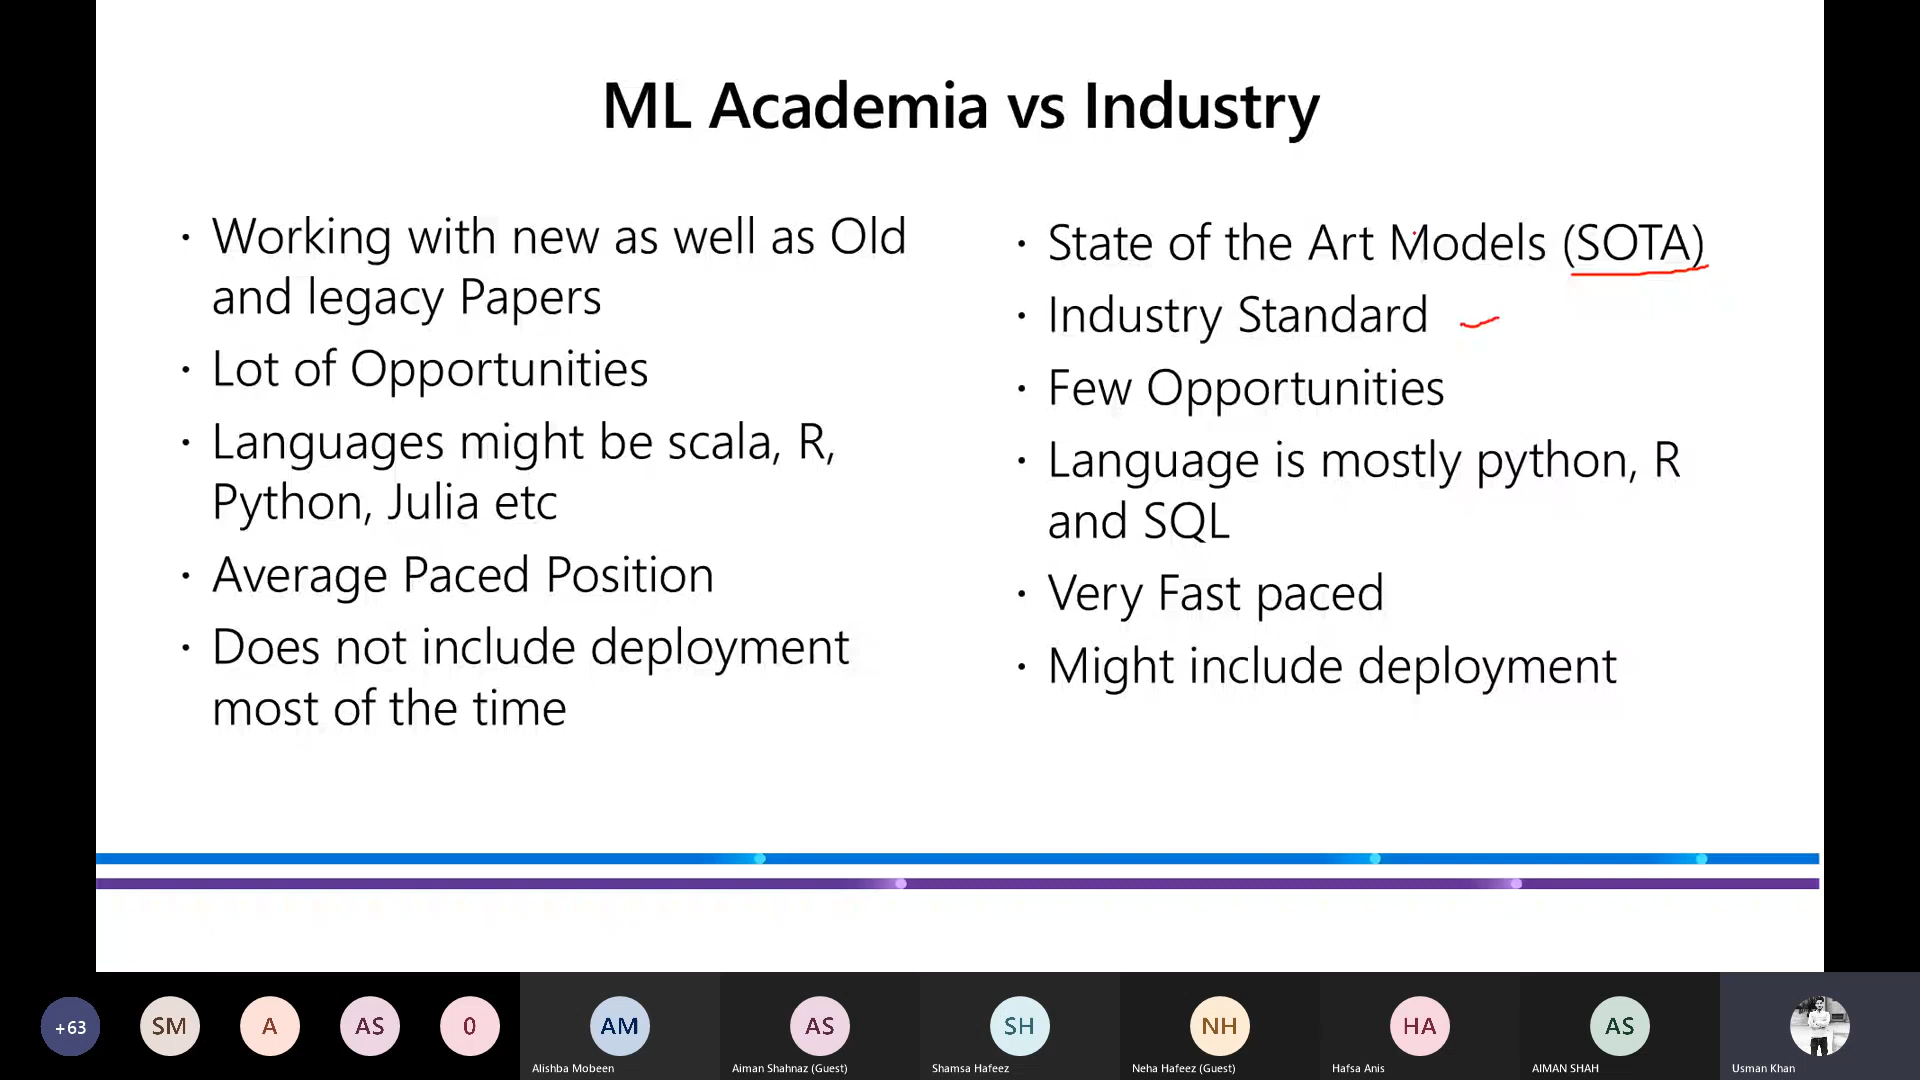 ML Academia vs Industry
· Working with new as well as Old
and legacy Papers
· Lot of Opportunities
· Languages might be scala, R,
Python, Julia etc
· Average Paced Position
· Does not include deployment
most of the time
· State of the Art Models (SOTA)
· Industry Standard
· Few Opportunities
· Language is mostly python, R
and SQL
· Very Fast paced
· Might include deployment
+63
SM
A
AS
0
AM
AS
SH
NH
HA
AS
Alishba Mobeen
Aiman Shahnaz (Guest)
Shamsa Hafeez
Neha Hafeez (Guest)
Hafsa Anis
AIMAN SHAH
Usman Khan